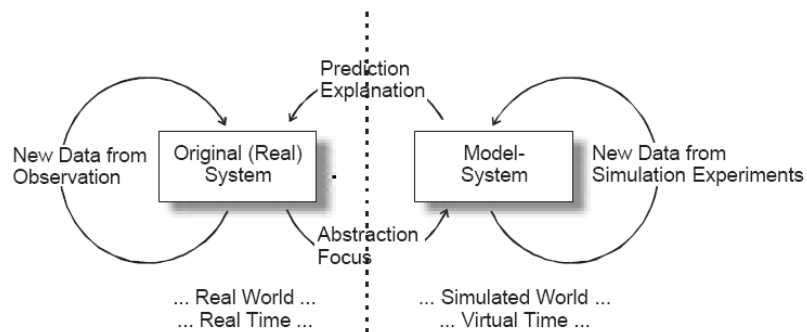 Prediction
Explanation
New Data from
Observation
Original (Real)
System
Model-
System
New Data from
Simulation Experiments
Abstraction
Focus
... Real World ...
... Real Time ...
... Simulated World ...
... Virtual Time ...